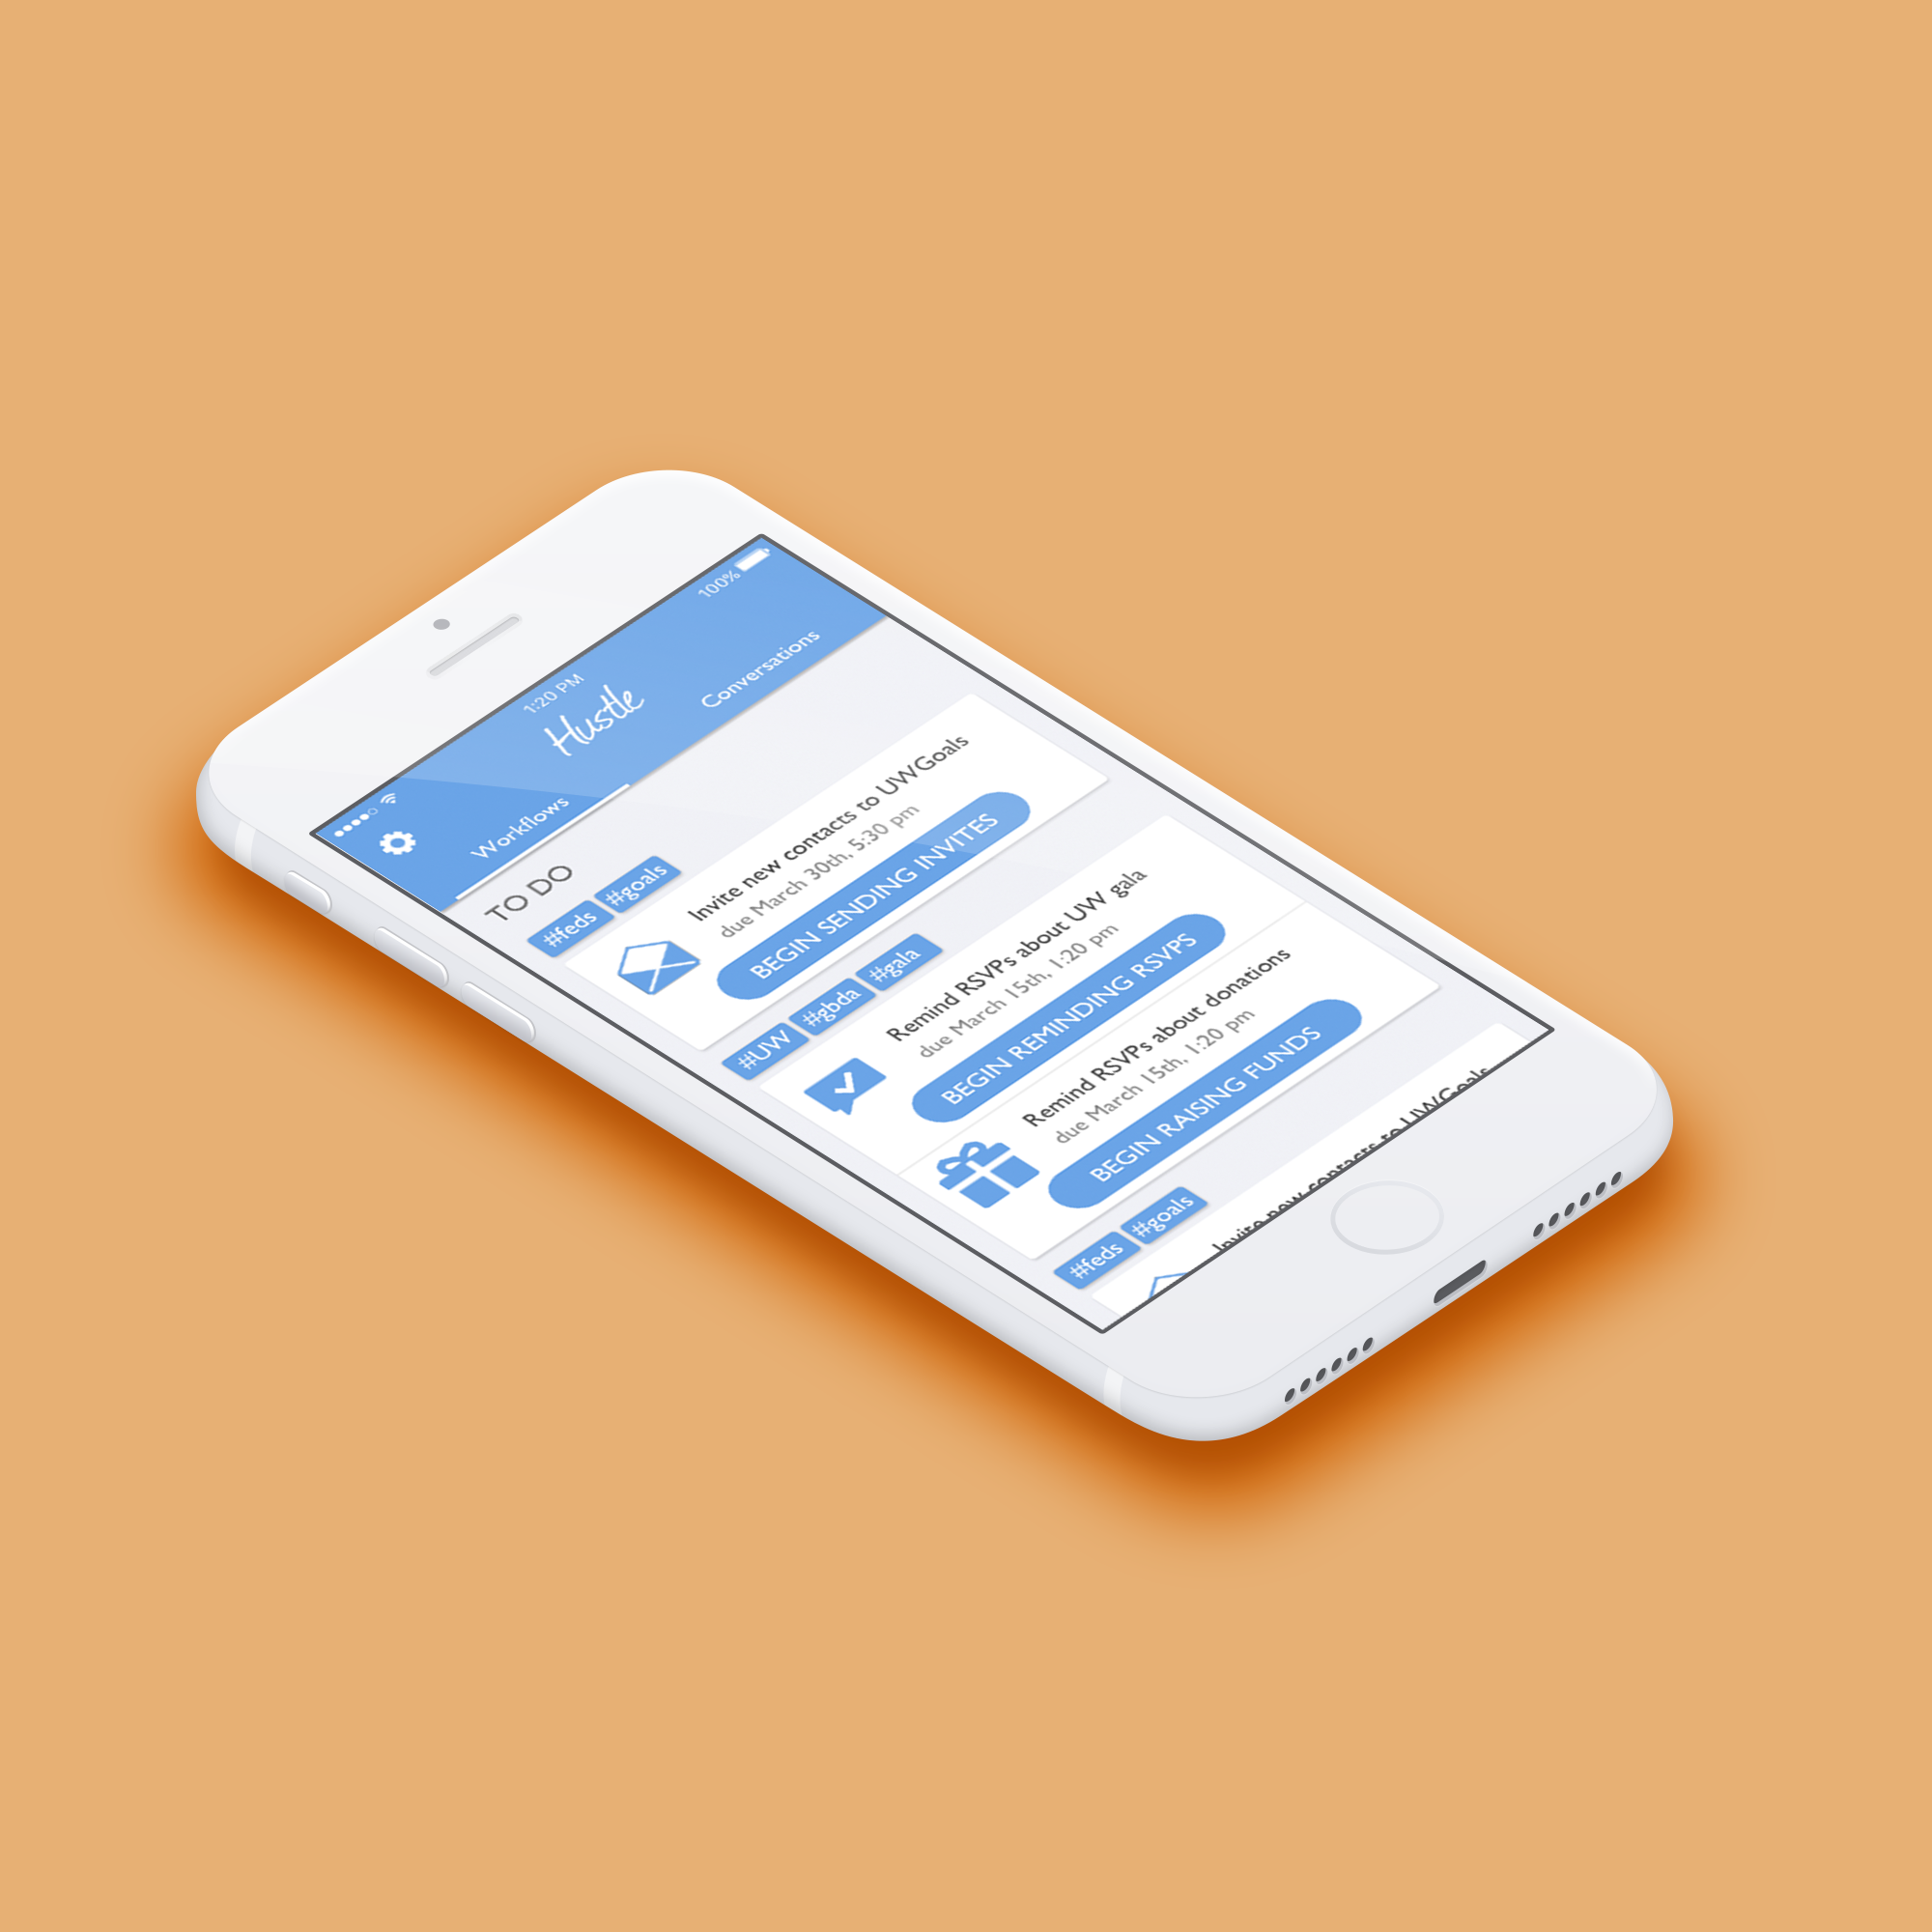 1:20 PM
100%
Hustle
Workflows
Conversations
TO DO
#feds #goals
Invite new contacts to UWGoals
due March 30th, 5:30 pm
BEGIN SENDING INVITES
#UW #gbda #gala
Remind RSVPs about UW gala
due March 15th, 1:20 pm
BEGIN REMINDING RSVPS
Remind RSVPs about donations
due March 15th, 1:20 pm
BEGIN RAISING FUNDS
#feds #goals
Invite new contacts to UWGoals